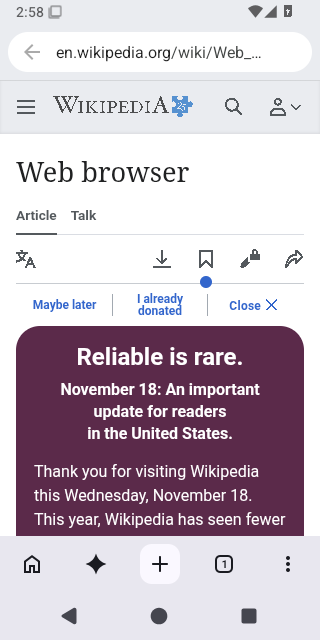 2:58
en.wikipedia.org/wiki/Web_...
WIKIPEDIA
25
Web browser
Article Talk
Maybe later
I already donated
Close
Reliable is rare.
November 18: An important
update for readers
in the United States.
Thank you for visiting Wikipedia
this Wednesday, November 18.
This year, Wikipedia has seen fewer
1